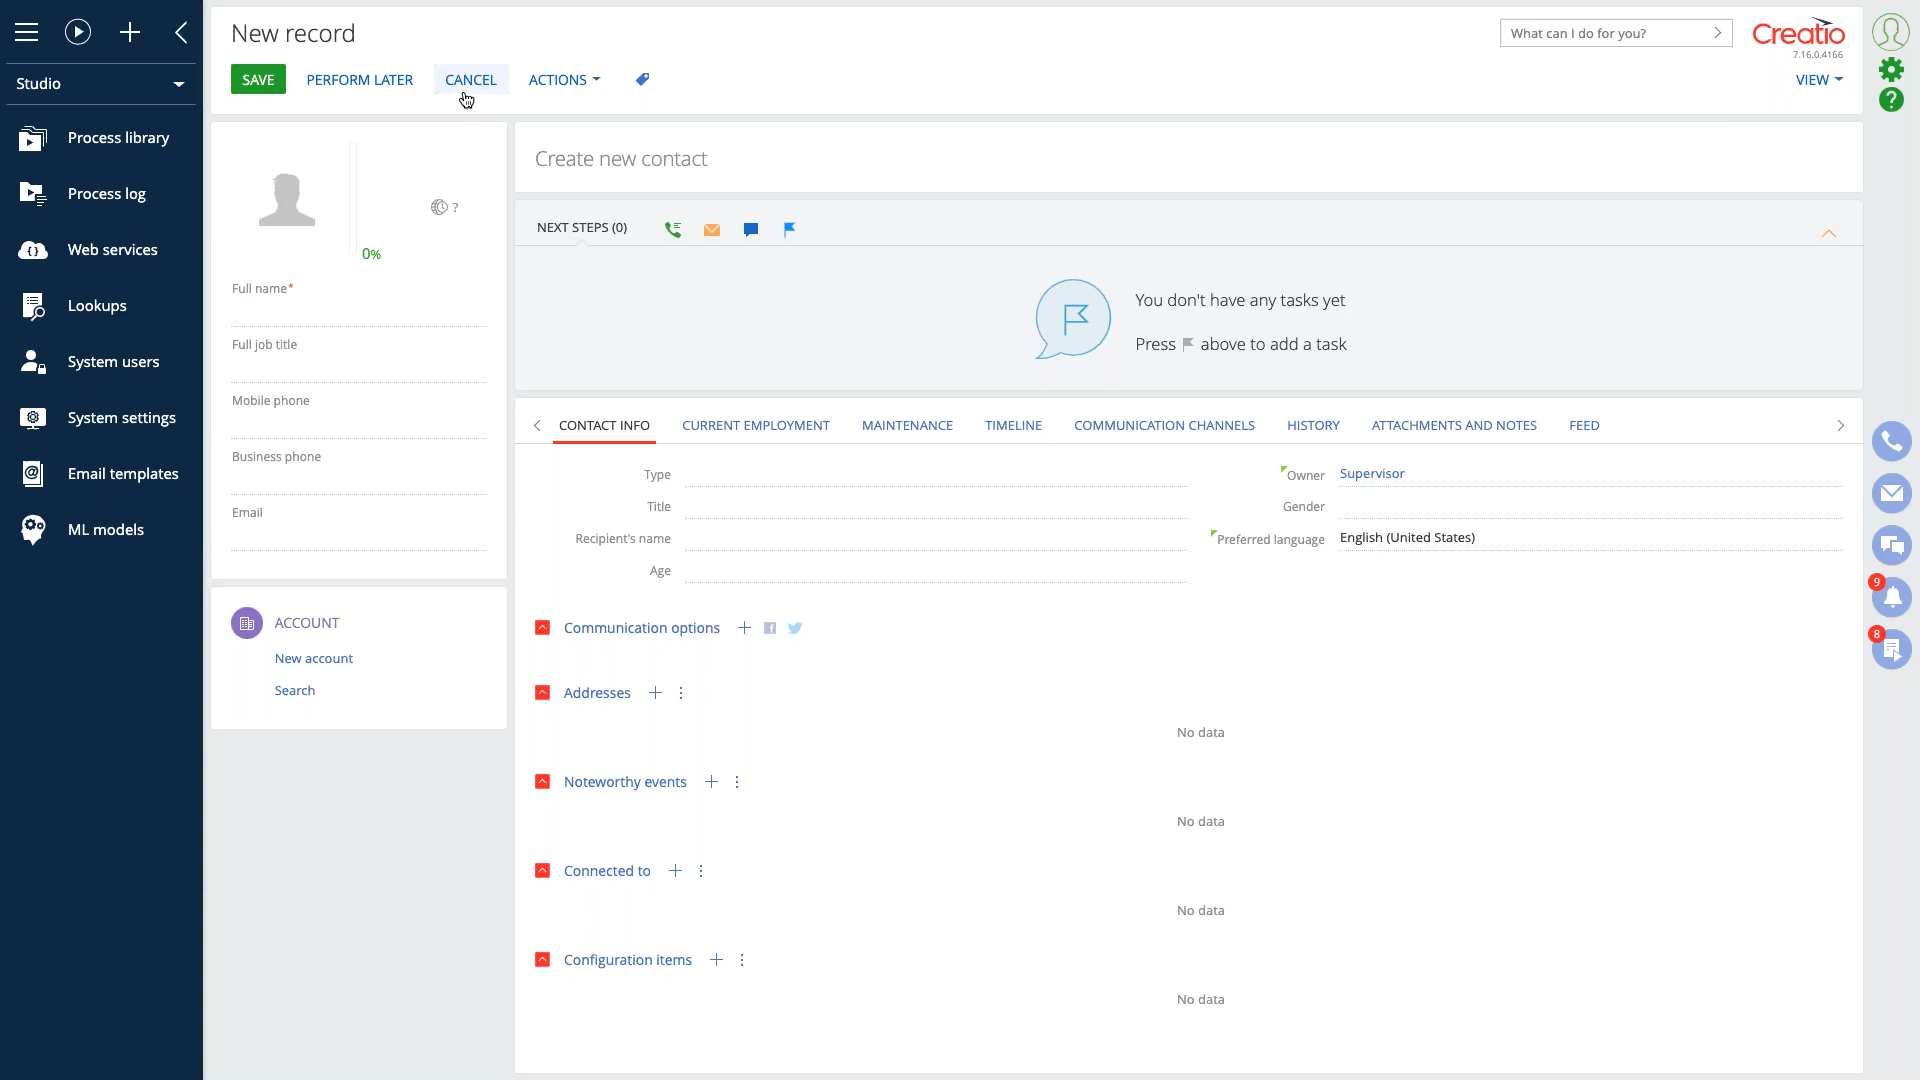 New record
What can I do for you?
Creatio
7.16.0.4166
SAVE PERFORM LATER CANCEL ACTIONS VIEW
Studio
Process library
Process log
Web services
Lookups
System users
System settings
Email templates
ML models
?
0%
Full name*
Full job title
Mobile phone
Business phone
Email
ACCOUNT
New account
Search
Create new contact
NEXT STEPS (0)
You don't have any tasks yet
Press above to add a task
CONTACT INFO CURRENT EMPLOYMENT MAINTENANCE TIMELINE COMMUNICATION CHANNELS HISTORY ATTACHMENTS AND NOTES FEED
Type
Owner Supervisor
Title
Gender
Recipient's name
Preferred language English (United States)
Age
Communication options
Addresses
No data
Noteworthy events
No data
Connected to
No data
Configuration items
No data
?
9
8